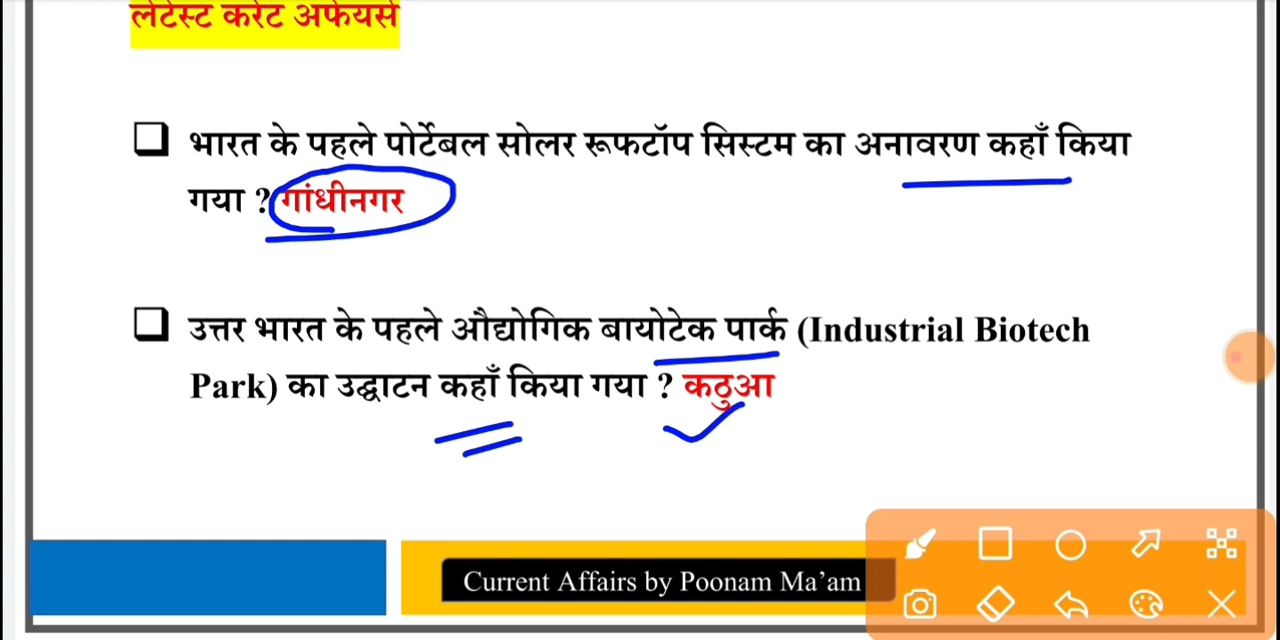 लेटेस्ट करेंट अफेयर्स
भारत के पहले पोर्टेबल सोलर रूफटॉप सिस्टम का अनावरण कहाँ किया
गया ? गांधीनगर
उत्तर भारत के पहले औद्योगिक बायोटेक पार्क (Industrial Biotech
Park) का उद्घाटन कहाँ किया गया ? कठुआ
Current Affairs by Poonam Ma’am